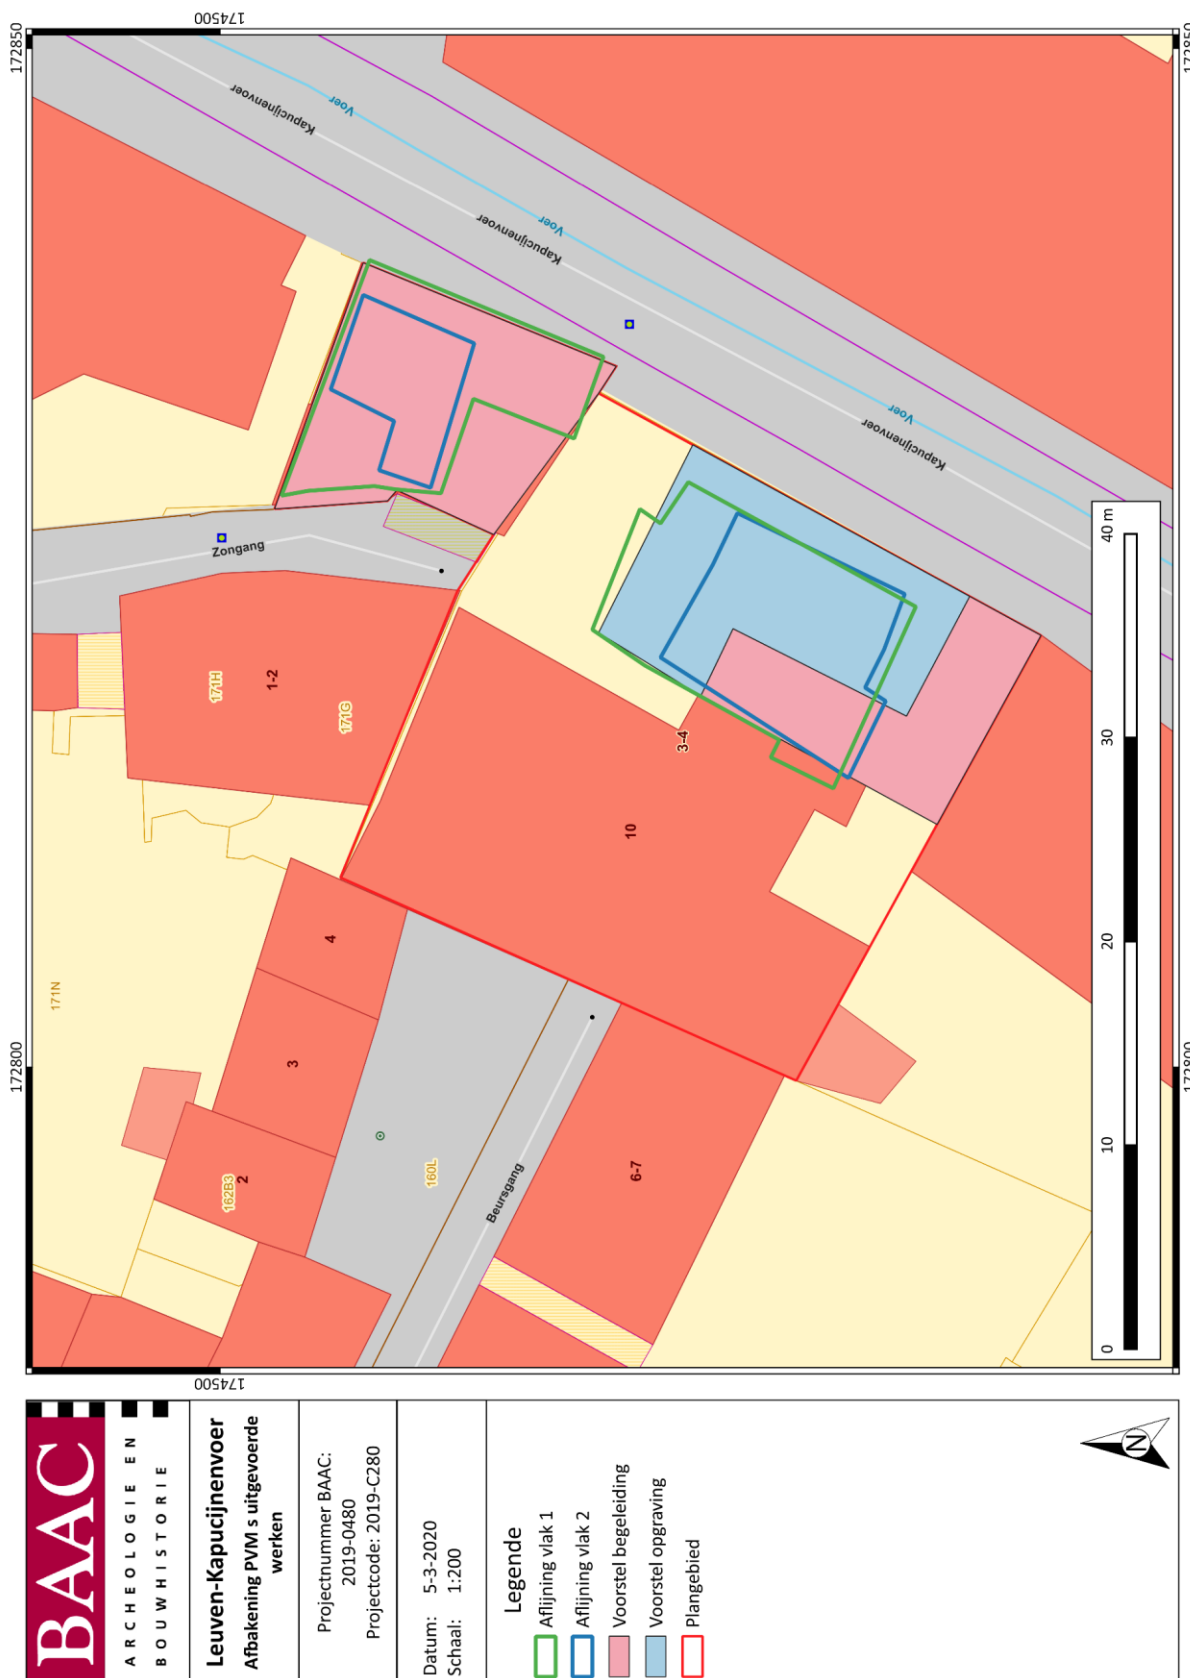 BAAC
ARCHEOLOGIE EN
BOUWHISTORIE
Leuven-Kapucijnenvoer
Afbakening PVM s uitgevoerde
werken
Projectnummer BAAC:
2019-0480
Projectcode: 2019-C280
Datum: 5-3-2020
Schaal: 1:200
Legende
Aflijning vlak 1
Aflijning vlak 2
Voorstel begeleiding
Voorstel opgraving
Plangebied
N
172800
172850
174500
174500
172800
172850
171N
162B3
2
3
4
160L
Beursgang
6-7
10
3-4
171H
1-2
171G
Zongang
Kapucijnenvoer
Voer
Kapucijnenvoer
Voer
Kapucijnenvoer
Voer
0
10
20
30
40 m